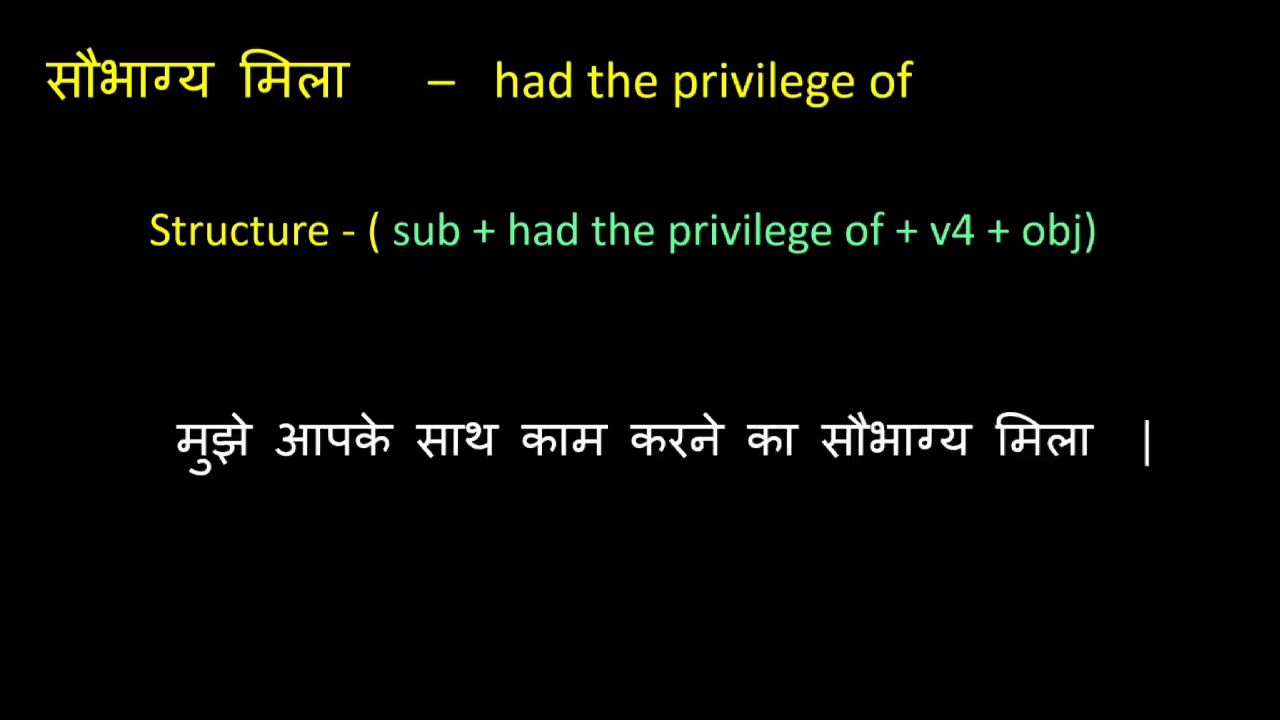 सौभाग्य मिला – had the privilege of
Structure - ( sub + had the privilege of + v4 + obj)
मुझे आपके साथ काम करने का सौभाग्य मिला |